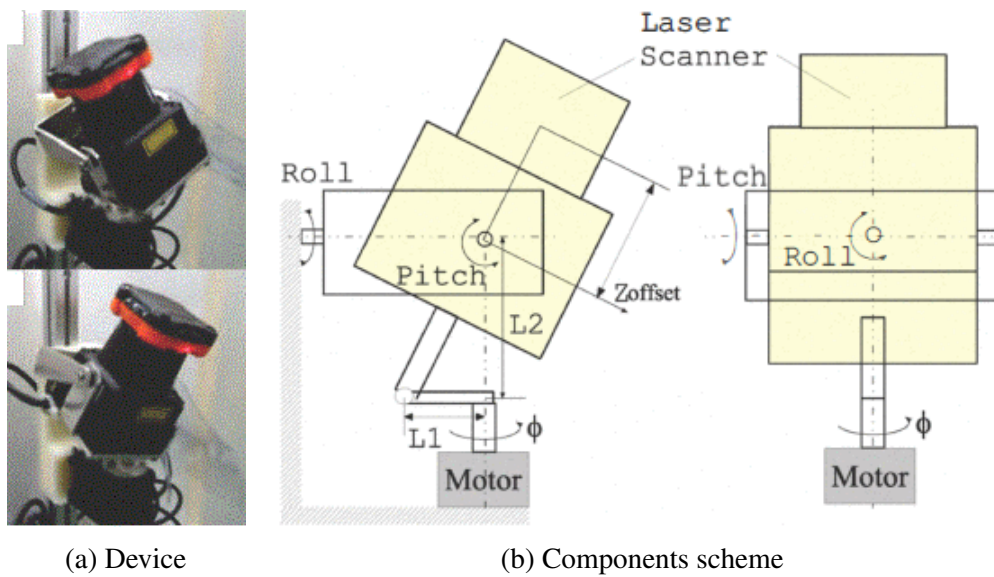 Laser
Scanner
Roll
Pitch
Zoffset
L2
L1
ϕ
Motor
Pitch
Roll
ϕ
Motor
(a) Device
(b) Components scheme